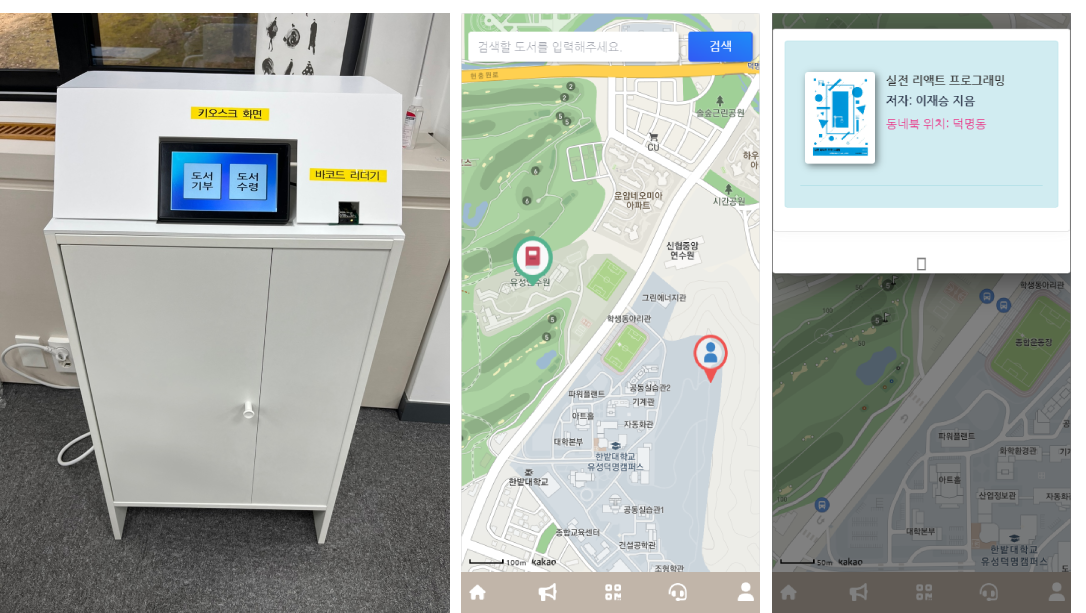 키오스크 화면
바코드 리더기
도서
기부
도서
수령
검색할 도서를 입력해주세요.
검색
현충원로
숲숲근린공원
CU
운암네오미아
아파트
시간공원
신협중앙
연수원
유성연수원
그린에너지관
학생동아리관
파워플랜트
공동실습관2
기계관
아트홀
자동화관
대학본부
한밭대학교
유성덕명캠퍼스
한밭대학교
공동실습관1
종합교육센터
건설공학관
조형학관
100m kakao
실전 리액트 프로그래밍
저자: 이재승 지음
동네북 위치: 덕명동
학생동아리관
종합운동장
파워플랜트
화학환경관
아트홀
산업정보관
자동화
대학본부
한밭대학교
유성덕명캠퍼스
50m kakao